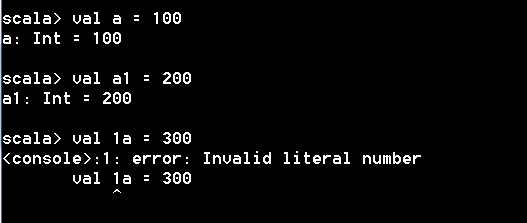 scala> val a = 100
a: Int = 100
scala> val a1 = 200
a1: Int = 200
scala> val 1a = 300
<console>:1: error: Invalid literal number
       val 1a = 300
           ^